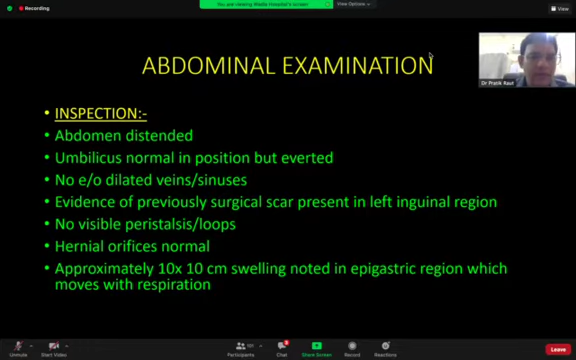 Recording
You are viewing Wadia Hospital's screen
View Options
View
ABDOMINAL EXAMINATION
Dr Pratik Raut
• INSPECTION:-
• Abdomen distended
• Umbilicus normal in position but everted
• No e/o dilated veins/sinuses
• Evidence of previously surgical scar present in left inguinal region
• No visible peristalsis/loops
• Hernial orifices normal
• Approximately 10x 10 cm swelling noted in epigastric region which
moves with respiration
Unmute
Start Video
Participants
Chat
Share Screen
Record
Reactions
Leave